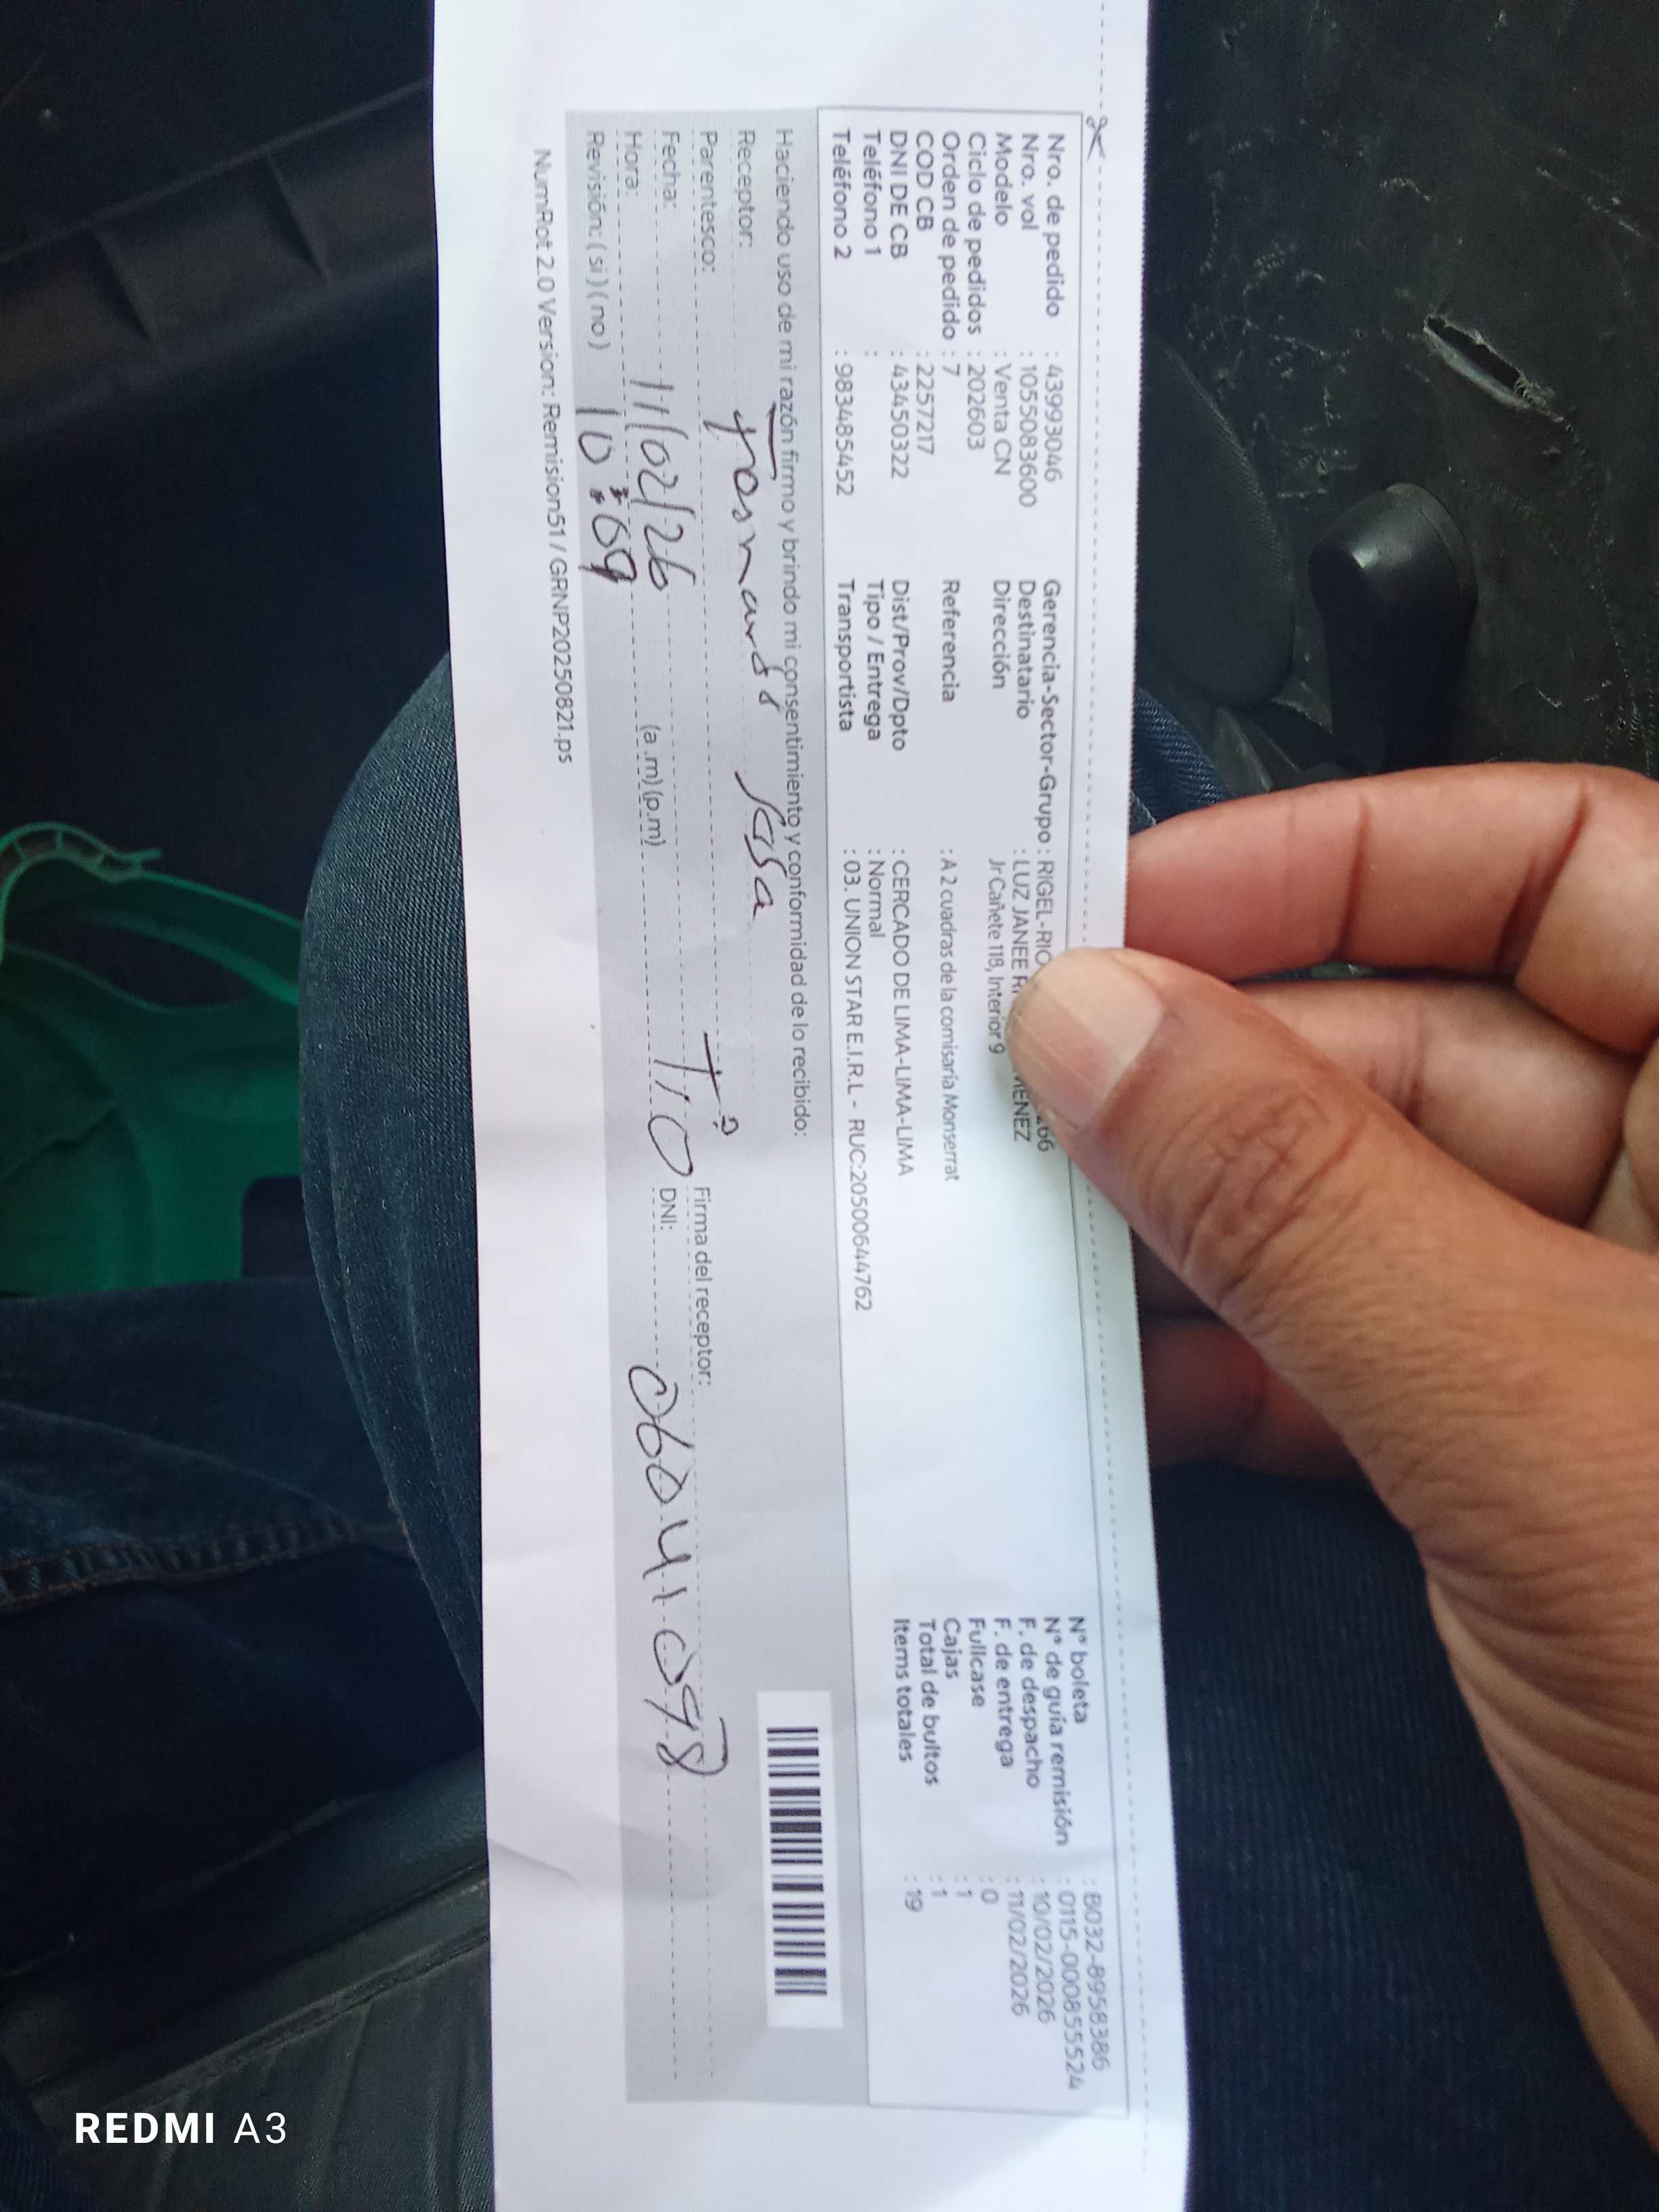 Nro. de pedido : 439993046
Nro. vol : 1055083600
Modelo : Venta CN
Ciclo de pedidos : 202603
Orden de pedido : 7
COD CB : 2257217
DNI DE CB : 43450322
Teléfono 1 :
Teléfono 2 : 983485452
Gerencia-Sector-Grupo : RIGEL-RIO 266
Destinatario : LUZ JANEE MENEZ
Dirección Jr Cañete 118, Interior 9
Referencia : A 2 cuadras de la comisaría Monserrat
Dist/Prov/Dpto : CERCADO DE LIMA-LIMA-LIMA
Tipo / Entrega : Normal
Transportista : 03. UNION STAR E.I.R.L - RUC:20500644762
N° boleta : B032-8958386
N° de guía remisión : 0115-000855524
F. de despacho : 10/02/2026
F. de entrega : 11/02/2026
Fullcase : 0
Cajas : 1
Total de bultos : 1
Items totales : 19
Haciendo uso de mi razón firmo y brindo mi consentimiento y conformidad de lo recibido:
Receptor:
Parentesco: T? Firma del receptor:
Fecha: 11/02/26 TIO DNI: 06041098
Hora: 10:09 (a .m) (p.m)
Revisión: ( si ) ( no )
NumRot 2.0 Version: Remision51 / GRNP20250821.ps
REDMI A3